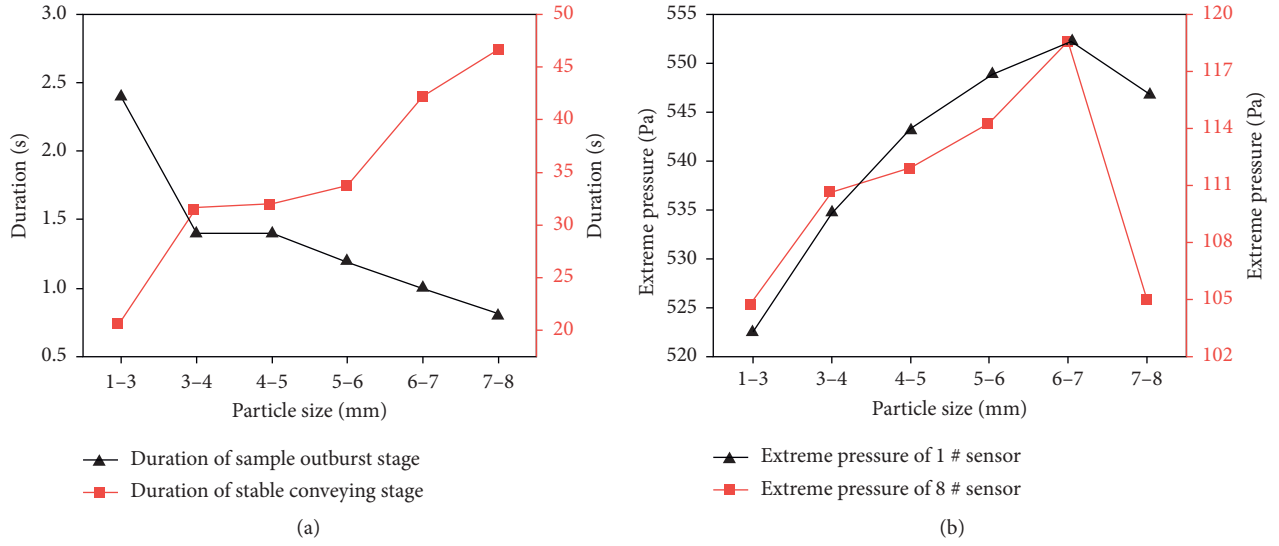 3.0
2.5
2.0
1.5
1.0
0.5
Duration (s)
50
45
40
35
30
25
20
Duration (s)
1–3 3–4 4–5 5–6 6–7 7–8
Particle size (mm)
Duration of sample outburst stage
Duration of stable conveying stage
(a)
555
550
545
540
535
530
525
520
Extreme pressure (Pa)
120
117
114
111
108
105
102
Extreme pressure (Pa)
1–3 3–4 4–5 5–6 6–7 7–8
Particle size (mm)
Extreme pressure of 1 # sensor
Extreme pressure of 8 # sensor
(b)